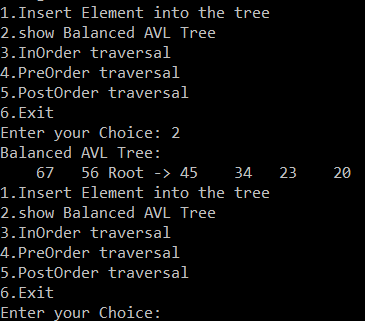 1.Insert Element into the tree
2.show Balanced AVL Tree
3.InOrder traversal
4.PreOrder traversal
5.PostOrder traversal
6.Exit
Enter your Choice: 2
Balanced AVL Tree:
67 56 Root -> 45 34 23 20
1.Insert Element into the tree
2.show Balanced AVL Tree
3.InOrder traversal
4.PreOrder traversal
5.PostOrder traversal
6.Exit
Enter your Choice: